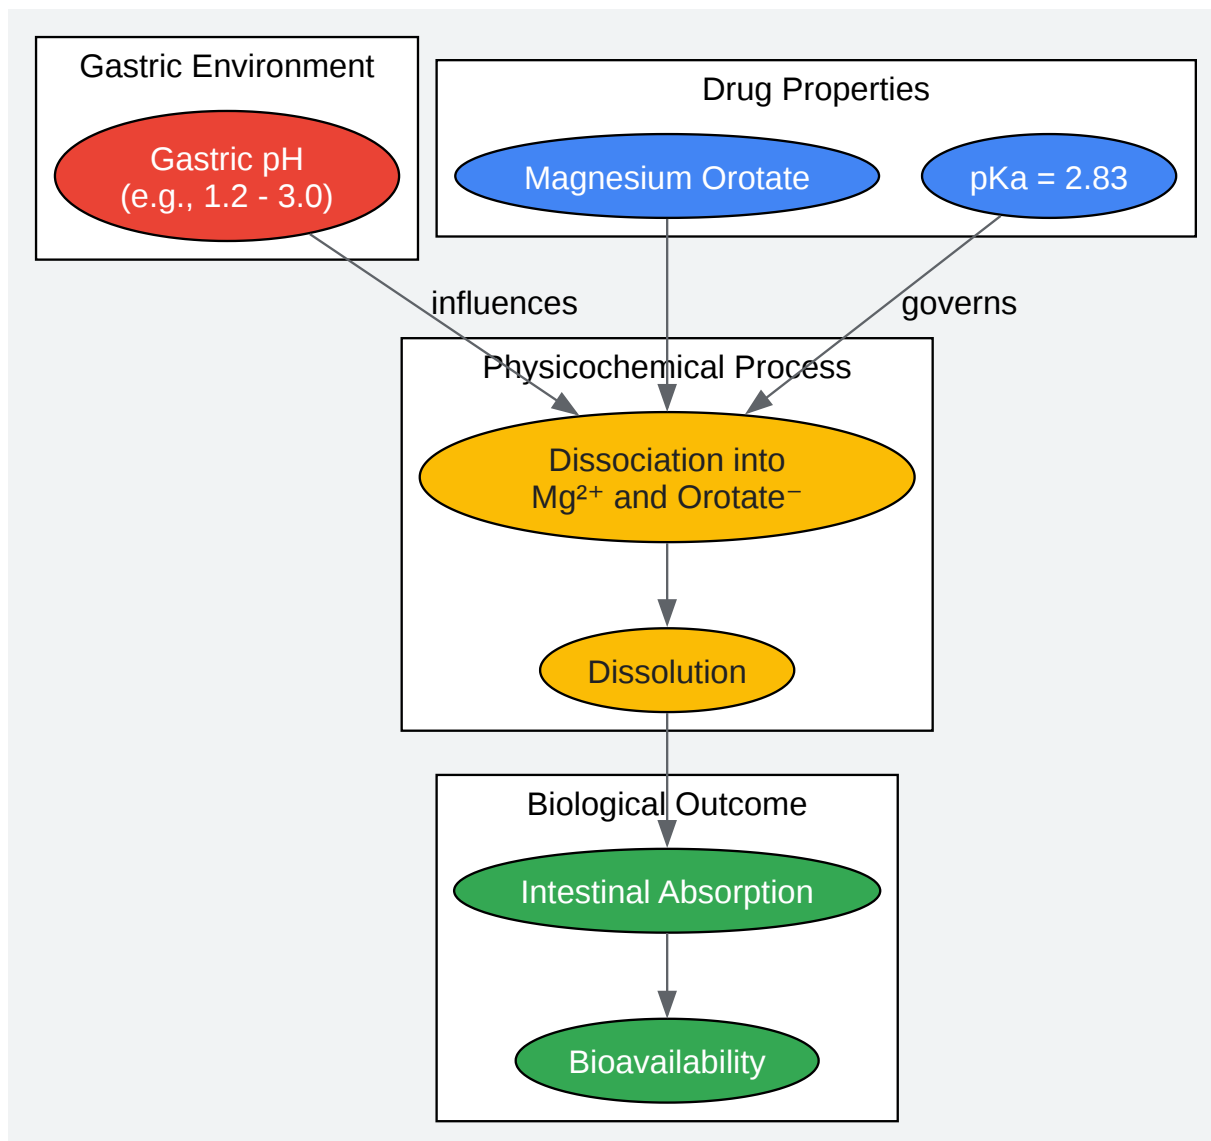 Gastric Environment
Gastric pH
(e.g., 1.2 - 3.0)
Drug Properties
Magnesium Orotate
pKa = 2.83
influences
governs
Physicochemical Process
Dissociation into
Mg²⁺ and Orotate⁻
Dissolution
Biological Outcome
Intestinal Absorption
Bioavailability